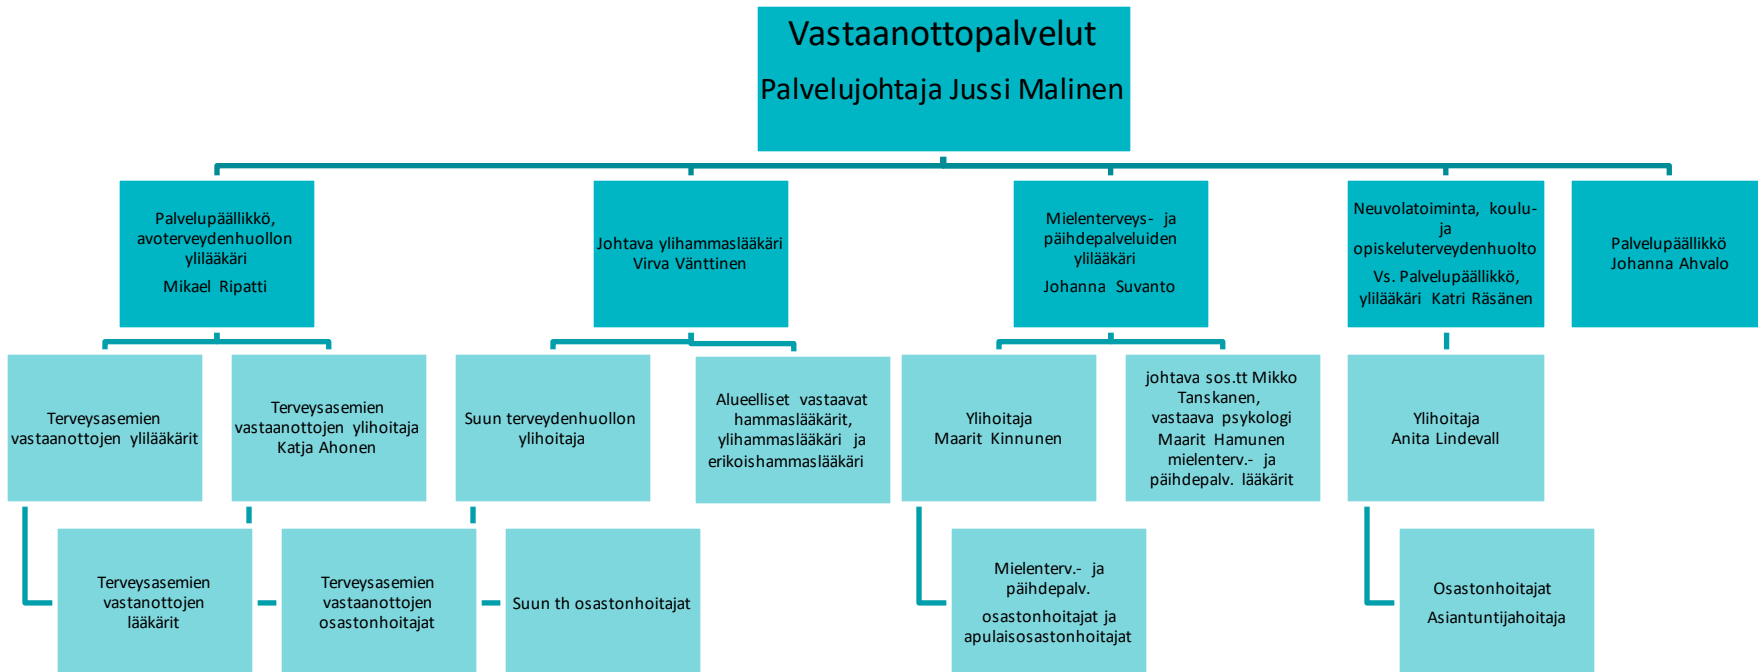 Vastaanottopalvelut
Palvelujohtaja Jussi Malinen
Palvelupäällikkö,
avoterveydenhuollon
ylilääkäri
Mikael Ripatti
Johtava ylihammaslääkäri
Virva Vänttinen
Mielenterveys- ja
päihdepalveluiden
ylilääkäri
Johanna Suvanto
Neuvolatoiminta, koulu-
ja
opiskeluterveydenhuolto
Vs. Palvelupäällikkö,
ylilääkäri Katri Räsänen
Palvelupäällikkö
Johanna Ahvalo
Terveysasemien
vastaanottojen ylilääkärit
Terveysasemien
vastaanottojen ylihoitaja
Katja Ahonen
Suun terveydenhuollon
ylihoitaja
Alueelliset vastaavat
hammaslääkärit,
ylihammaslääkäri ja
erikoishammaslääkäri
Ylihoitaja
Maarit Kinnunen
johtava sos.tt Mikko
Tanskanen,
vastaava psykologi
Maarit Hamunen
mielenterv.- ja
päihdepalv. lääkärit
Ylihoitaja
Anita Lindevall
Terveysasemien
vastanottojen
lääkärit
Terveysasemien
vastaanottojen
osastonhoitajat
Suun th osastonhoitajat
Mielenterv.- ja
päihdepalv.
osastonhoitajat ja
apulaisosastonhoitajat
Osastonhoitajat
Asiantuntijahoitaja